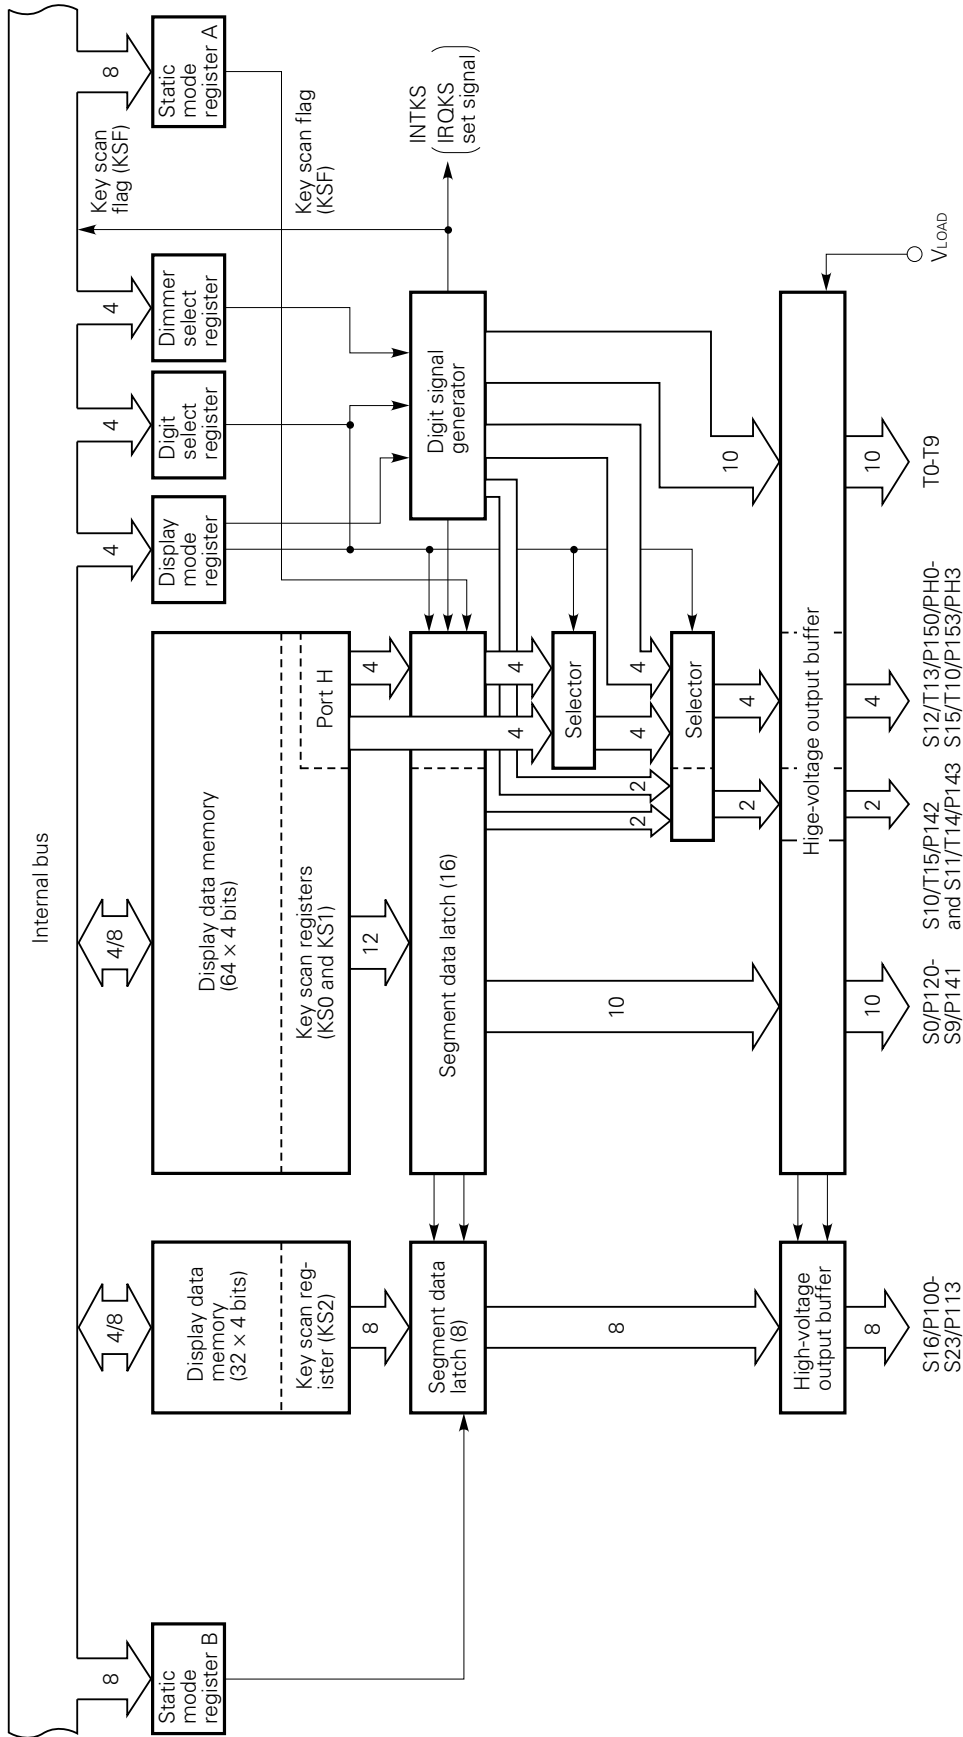 Internal bus
8
4/8
4/8
4
4
4
8
Key scan
flag (KSF)
Static
mode
register B
Display data
memory
(32 × 4 bits)
Key scan reg-
ister (KS2)
Display data memory
(64 × 4 bits)
Key scan registers
(KS0 and KS1)
Port H
Display
mode
register
Digit
select
register
Dimmer
select
register
Static
mode
register A
Key scan flag
(KSF)
8
12
4
4
Segment data
latch (8)
Segment data latch (16)
Digit signal
generator
INTKS
IRQKS
set signal
4
4
Selector
8
10
2
2
4
4
10
Selector
2
4
High-voltage
output buffer
Hige-voltage output buffer
VLOAD
8
10
2
4
10
S16/P100-
S23/P113
S0/P120-
S9/P141
S10/T15/P142
and S11/T14/P143
S12/T13/P150/PH0-
S15/T10/P153/PH3
T0-T9